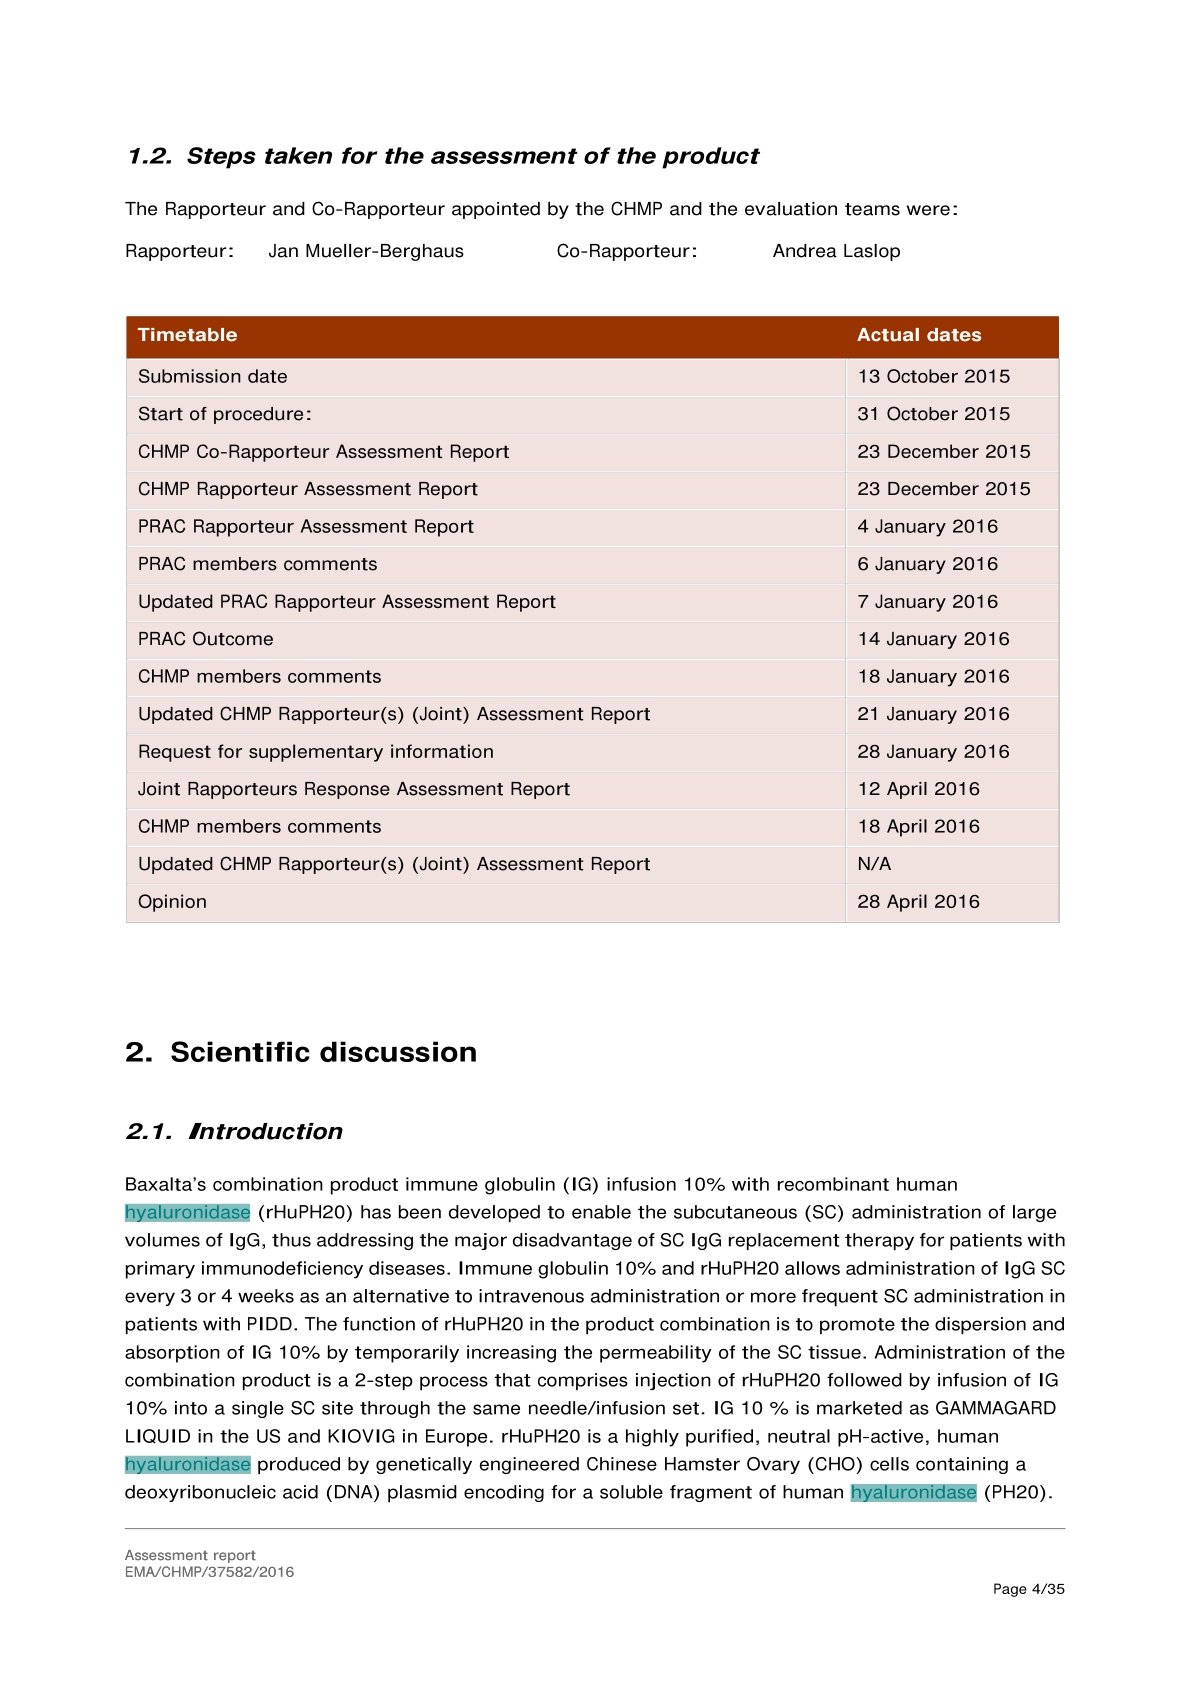 1.2. Steps taken for the assessment of the product
The Rapporteur and Co-Rapporteur appointed by the CHMP and the evaluation teams were:
Rapporteur: Jan Mueller-Berghaus Co-Rapporteur: Andrea Laslop
Timetable Actual dates
Submission date 13 October 2015
Start of procedure: 31 October 2015
CHMP Co-Rapporteur Assessment Report 23 December 2015
CHMP Rapporteur Assessment Report 23 December 2015
PRAC Rapporteur Assessment Report 4 January 2016
PRAC members comments 6 January 2016
Updated PRAC Rapporteur Assessment Report 7 January 2016
PRAC Outcome 14 January 2016
CHMP members comments 18 January 2016
Updated CHMP Rapporteur(s) (Joint) Assessment Report 21 January 2016
Request for supplementary information 28 January 2016
Joint Rapporteurs Response Assessment Report 12 April 2016
CHMP members comments 18 April 2016
Updated CHMP Rapporteur(s) (Joint) Assessment Report N/A
Opinion 28 April 2016
2. Scientific discussion
2.1. Introduction
Baxalta's combination product immune globulin (IG) infusion 10% with recombinant human
hyaluronidase (rHuPH20) has been developed to enable the subcutaneous (SC) administration of large
volumes of IgG, thus addressing the major disadvantage of SC IgG replacement therapy for patients with
primary immunodeficiency diseases. Immune globulin 10% and rHuPH20 allows administration of IgG SC
every 3 or 4 weeks as an alternative to intravenous administration or more frequent SC administration in
patients with PIDD. The function of rHuPH20 in the product combination is to promote the dispersion and
absorption of IG 10% by temporarily increasing the permeability of the SC tissue. Administration of the
combination product is a 2-step process that comprises injection of rHuPH20 followed by infusion of IG
10% into a single SC site through the same needle/infusion set. IG 10 % is marketed as GAMMAGARD
LIQUID in the US and KIOVIG in Europe. rHuPH20 is a highly purified, neutral pH-active, human
hyaluronidase produced by genetically engineered Chinese Hamster Ovary (CHO) cells containing a
deoxyribonucleic acid (DNA) plasmid encoding for a soluble fragment of human hyaluronidase (PH20).
Assessment report
EMA/CHMP/37582/2016
Page 4/35